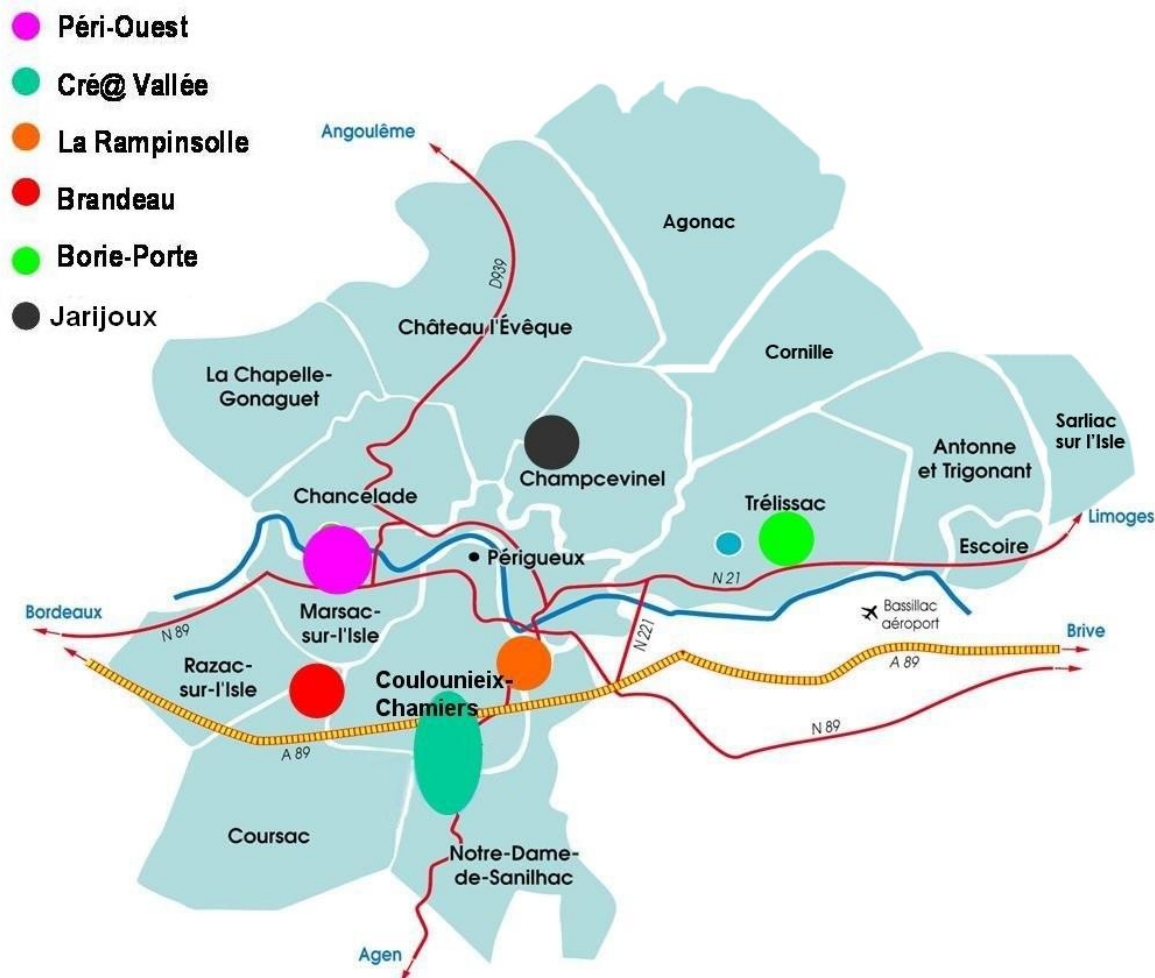 Péri-Ouest
Cré@ Vallée
La Rampinsolle
Brandeau
Borie-Porte
Jarijoux
Angoulême
Agonac
D939
Château l'Évêque
Cornille
La Chapelle-
Gonaguet
Sarliac
sur l'Isle
Antonne
et Trigonant
Champcevinel
Chancelade
Trélissac
Limoges
Escoire
Périgueux
N 21
Bordeaux
N 89
Marsac-
sur-l'Isle
N 221
Bassillac
aéroport
Brive
A 89
Razac-
sur-l'Isle
Coulounieix-
Chamiers
N 89
A 89
Coursac
Notre-Dame-
de-Sanilhac
Agen